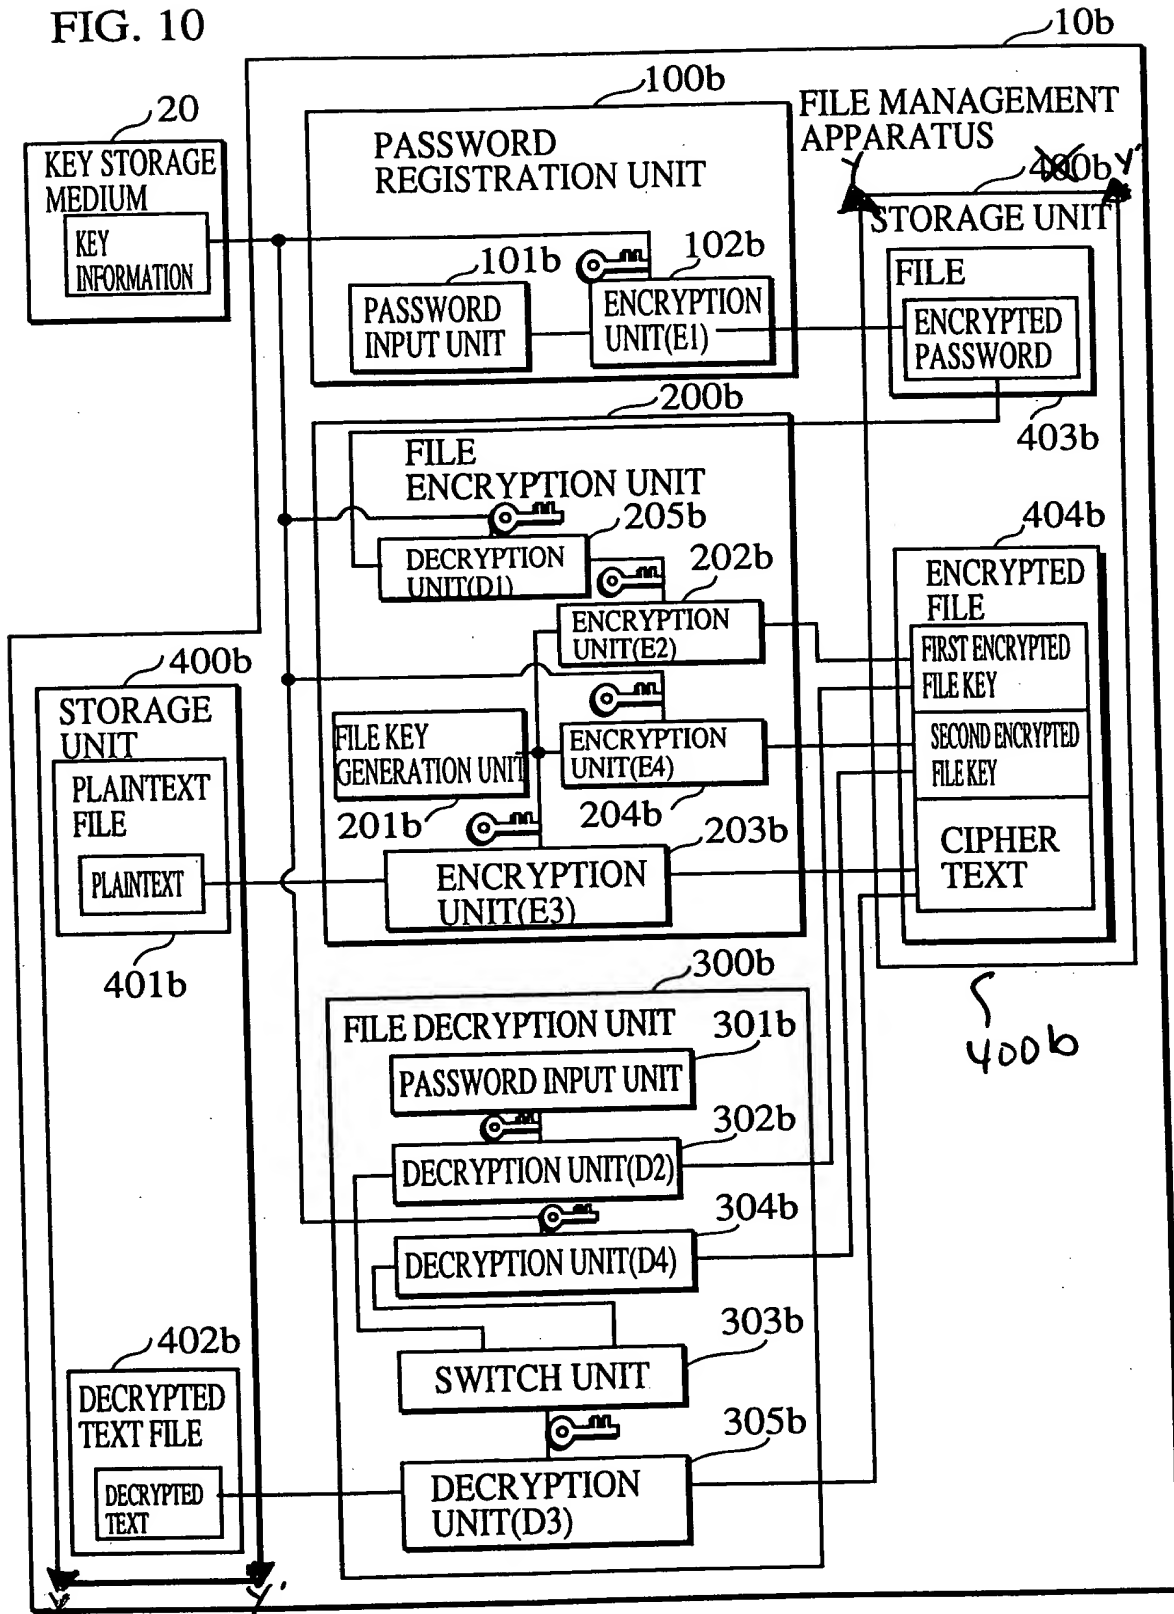 FIG. 10
10b
20
100b
FILE MANAGEMENT
APPARATUS
KEY STORAGE
MEDIUM
KEY
INFORMATION
PASSWORD
REGISTRATION UNIT
101b
PASSWORD
INPUT UNIT
102b
ENCRYPTION
UNIT(E1)
Y
400b
Y'
STORAGE UNIT
FILE
ENCRYPTED
PASSWORD
403b
200b
FILE
ENCRYPTION UNIT
205b
DECRYPTION
UNIT(D1)
202b
ENCRYPTION
UNIT(E2)
404b
ENCRYPTED
FILE
FIRST ENCRYPTED
FILE KEY
SECOND ENCRYPTED
FILE KEY
CIPHER
TEXT
400b
STORAGE
UNIT
PLAINTEXT
FILE
PLAINTEXT
401b
FILE KEY
GENERATION UNIT
201b
ENCRYPTION
UNIT(E4)
204b
203b
ENCRYPTION
UNIT(E3)
400b
300b
FILE DECRYPTION UNIT
301b
PASSWORD INPUT UNIT
302b
DECRYPTION UNIT(D2)
304b
DECRYPTION UNIT(D4)
303b
SWITCH UNIT
305b
DECRYPTION
UNIT(D3)
402b
DECRYPTED
TEXT FILE
DECRYPTED
TEXT
Y
Y'